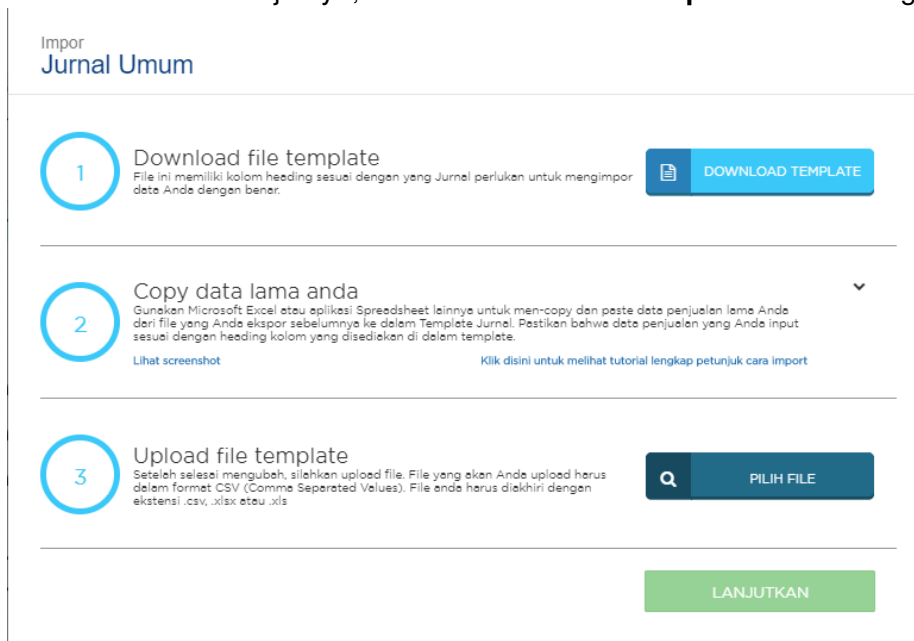 Impor
Jurnal Umum
1
Download file template
File ini memiliki kolom heading sesuai dengan yang Jurnal perlukan untuk mengimpor
data Anda dengan benar.
DOWNLOAD TEMPLATE
2
Copy data lama anda
Gunakan Microsoft Excel atau aplikasi Spreadsheet lainnya untuk men-copy dan paste data penjualan lama Anda
dari file yang Anda ekspor sebelumnya ke dalam Template Jurnal. Pastikan bahwa data penjualan yang Anda input
sesuai dengan heading kolom yang disediakan di dalam template.
Lihat screenshot
Klik disini untuk melihat tutorial lengkap petunjuk cara import
3
Upload file template
Setelah selesai mengubah, silahkan upload file. File yang akan Anda upload harus
dalam format CSV (Comma Separated Values). File anda harus diakhiri dengan
ekstensi .csv, .xlsx atau .xls
PILIH FILE
LANJUTKAN